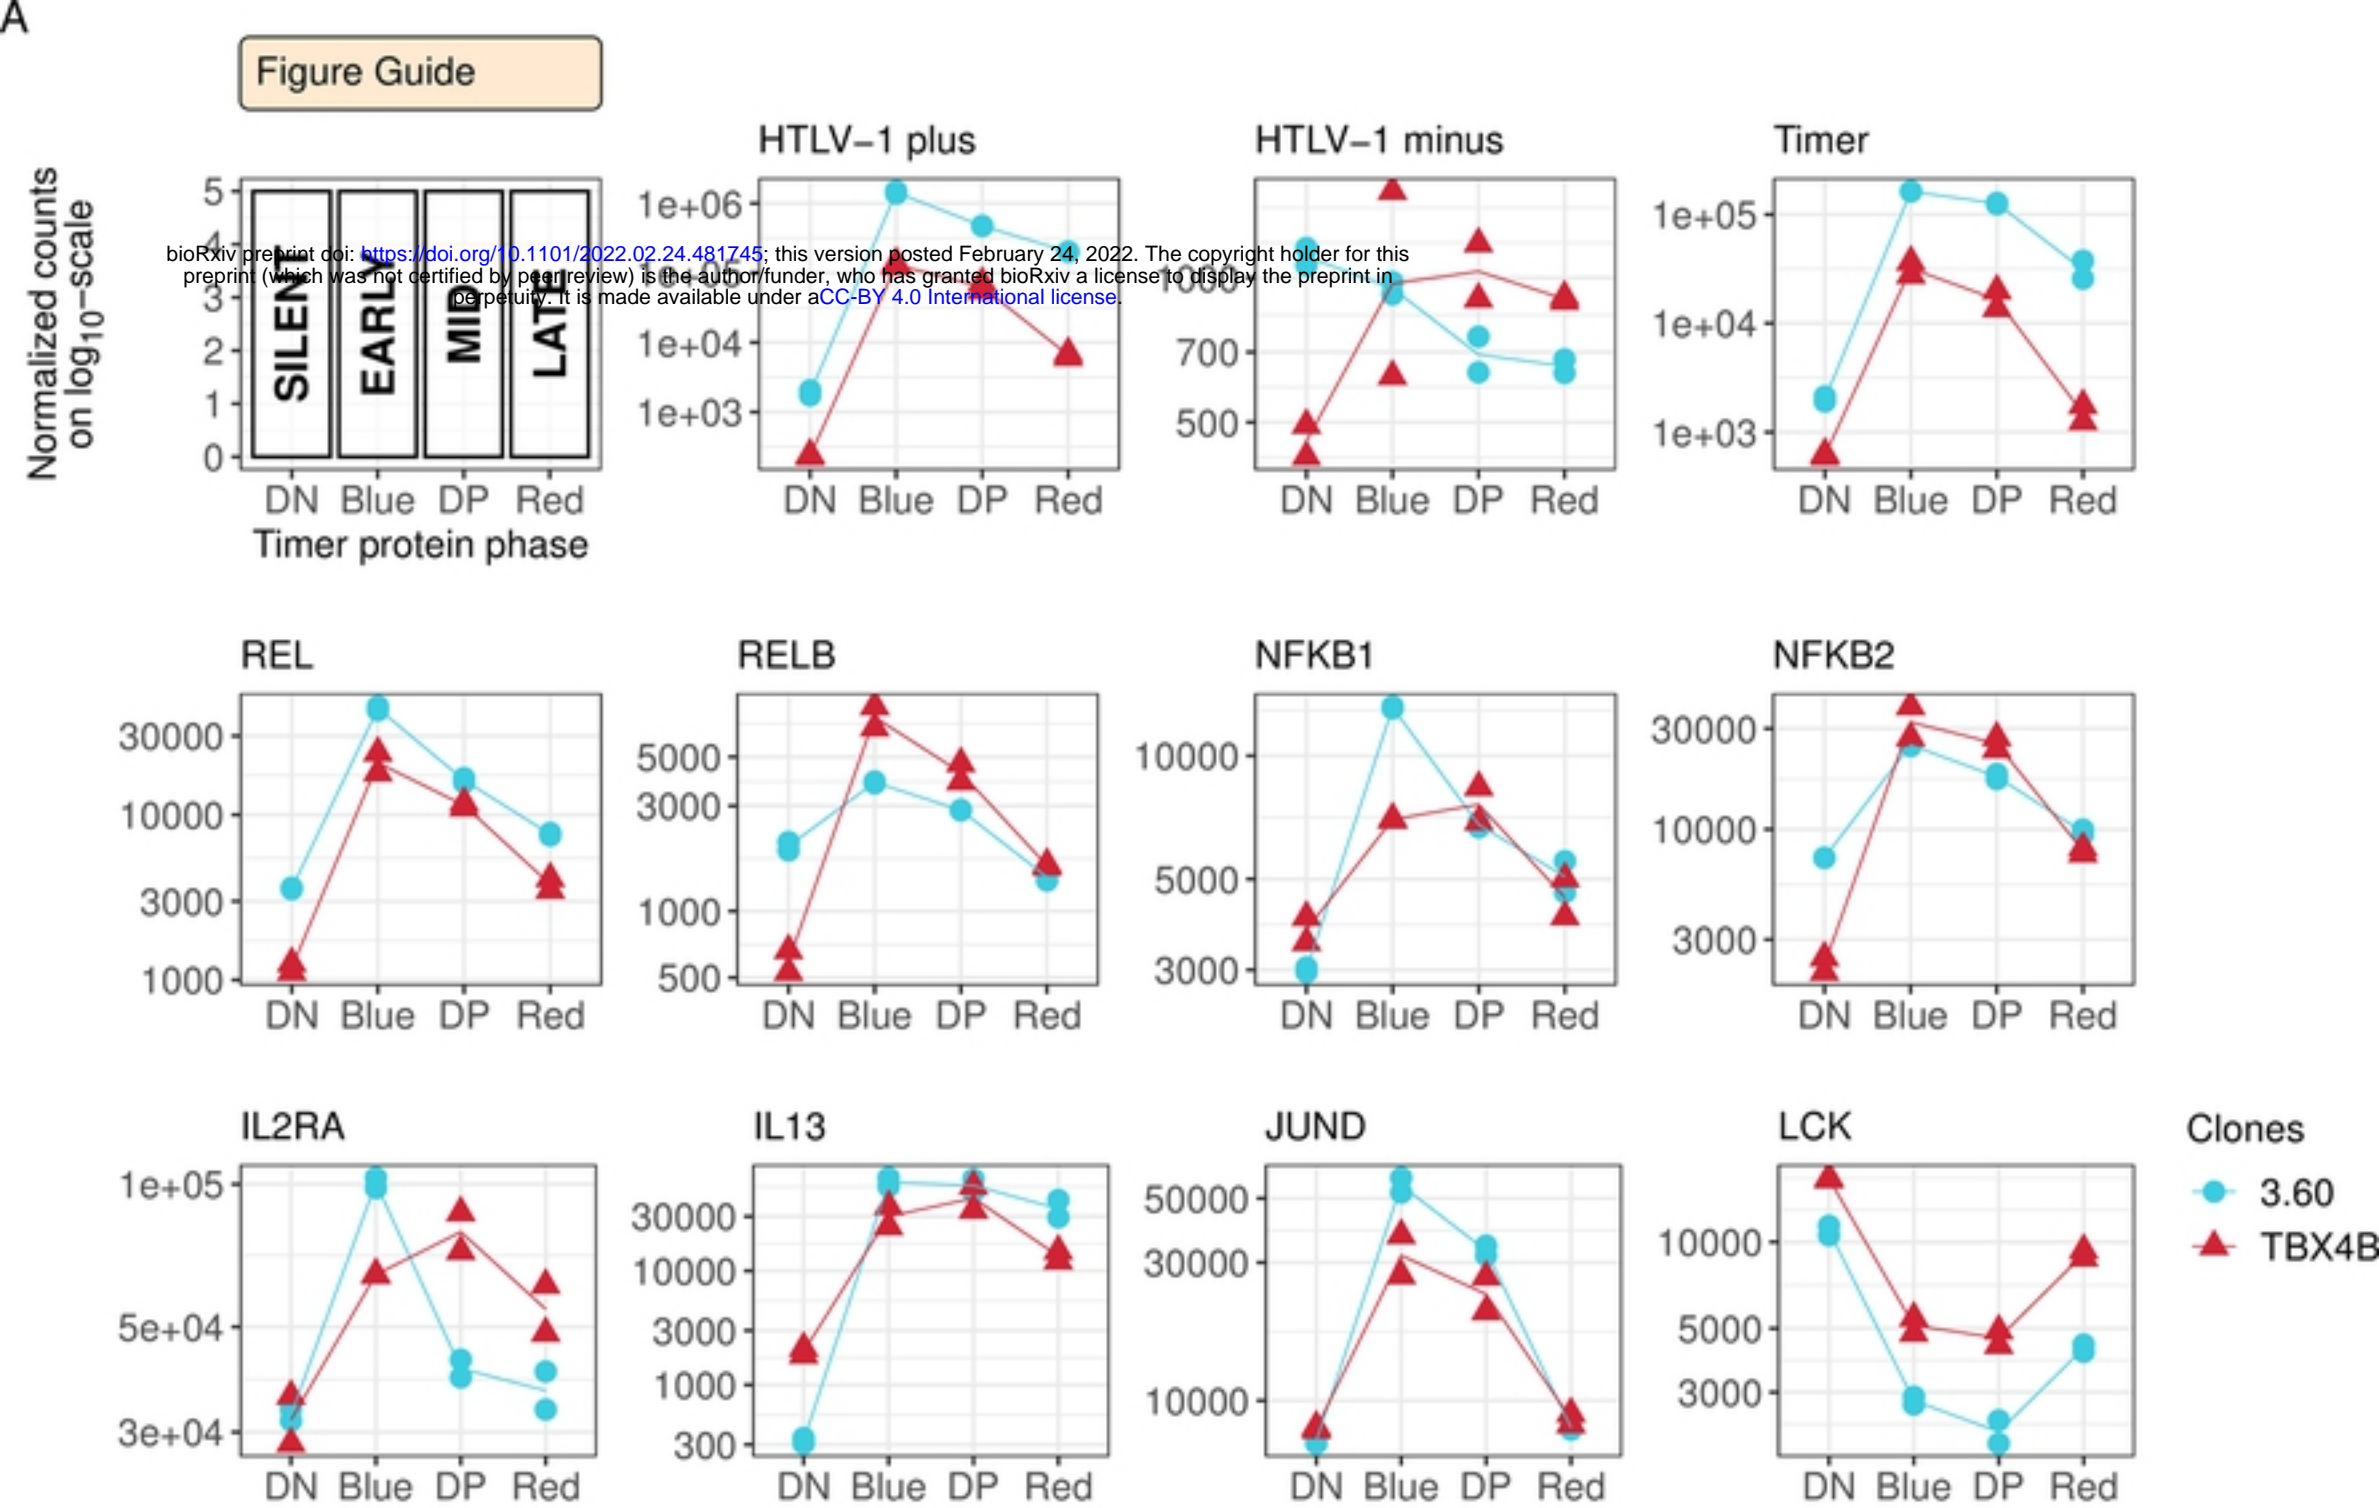 A
Figure Guide
HTLV−1 plus
HTLV−1 minus
Timer
Normalized counts
on log10−scale
5
4
3
2
1
0
SILENT
EARLY
MID
LATE
DN Blue DP Red
Timer protein phase
1e+06
1e+05
1e+04
1e+03
DN Blue DP Red
1000
700
500
DN Blue DP Red
1e+05
1e+04
1e+03
DN Blue DP Red
bioRxiv preprint doi: https://doi.org/10.1101/2022.02.24.481745; this version posted February 24, 2022. The copyright holder for this
preprint (which was not certified by peer review) is the author/funder, who has granted bioRxiv a license to display the preprint in
perpetuity. It is made available under aCC-BY 4.0 International license.
REL
30000
10000
3000
1000
DN Blue DP Red
RELB
5000
3000
1000
500
DN Blue DP Red
NFKB1
10000
5000
3000
DN Blue DP Red
NFKB2
30000
10000
3000
DN Blue DP Red
IL2RA
1e+05
5e+04
3e+04
DN Blue DP Red
IL13
30000
10000
3000
1000
300
DN Blue DP Red
JUND
50000
30000
10000
DN Blue DP Red
LCK
10000
5000
3000
DN Blue DP Red
Clones
3.60
TBX4B